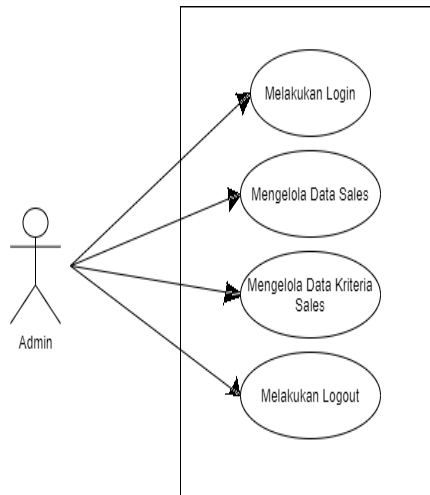 Melakukan Login
Mengelola Data Sales
Mengelola Data Kriteria
Sales
Admin
Melakukan Logout